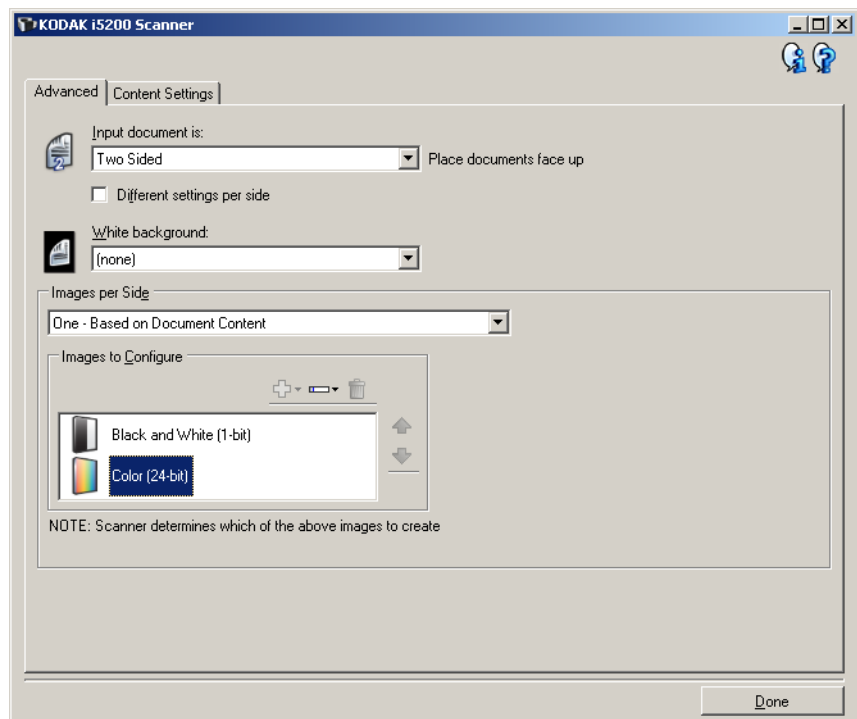 KODAK i5200 Scanner
Advanced
Content Settings
Input document is:
2
Two Sided
Place documents face up
Different settings per side
White background:
(none)
Images per Side
One - Based on Document Content
Images to Configure
Black and White (1-bit)
Color (24-bit)
NOTE: Scanner determines which of the above images to create
Done